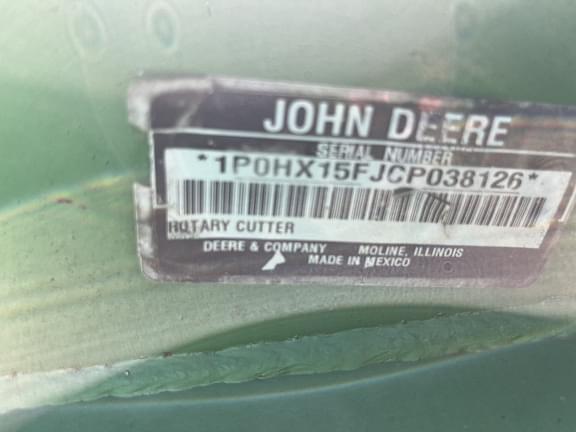 JOHN DEERE
SERIAL NUMBER
*1P0HX15FJCP038126*
ROTARY CUTTER
DEERE & COMPANY MOLINE, ILLINOIS
MADE IN MEXICO